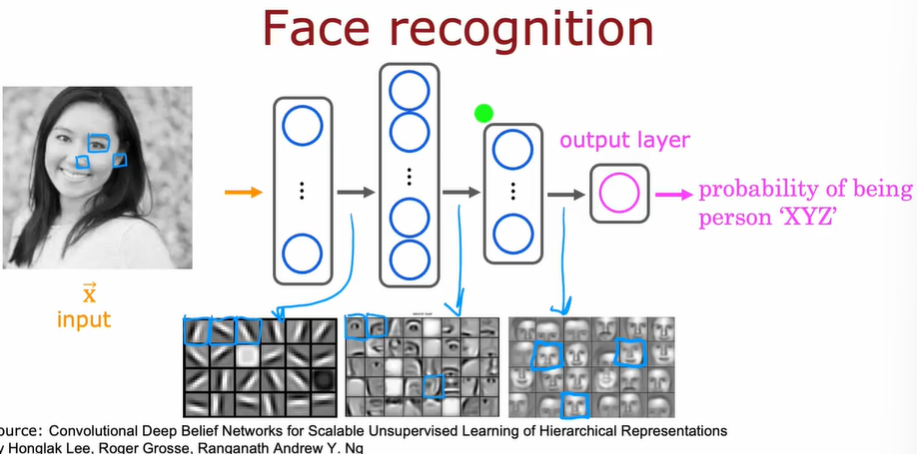 Face recognition
output layer
probability of being
person ‘XYZ’
x
input
ource: Convolutional Deep Belief Networks for Scalable Unsupervised Learning of Hierarchical Representations
y Honglak Lee, Roger Grosse, Ranganath Andrew Y. Ng